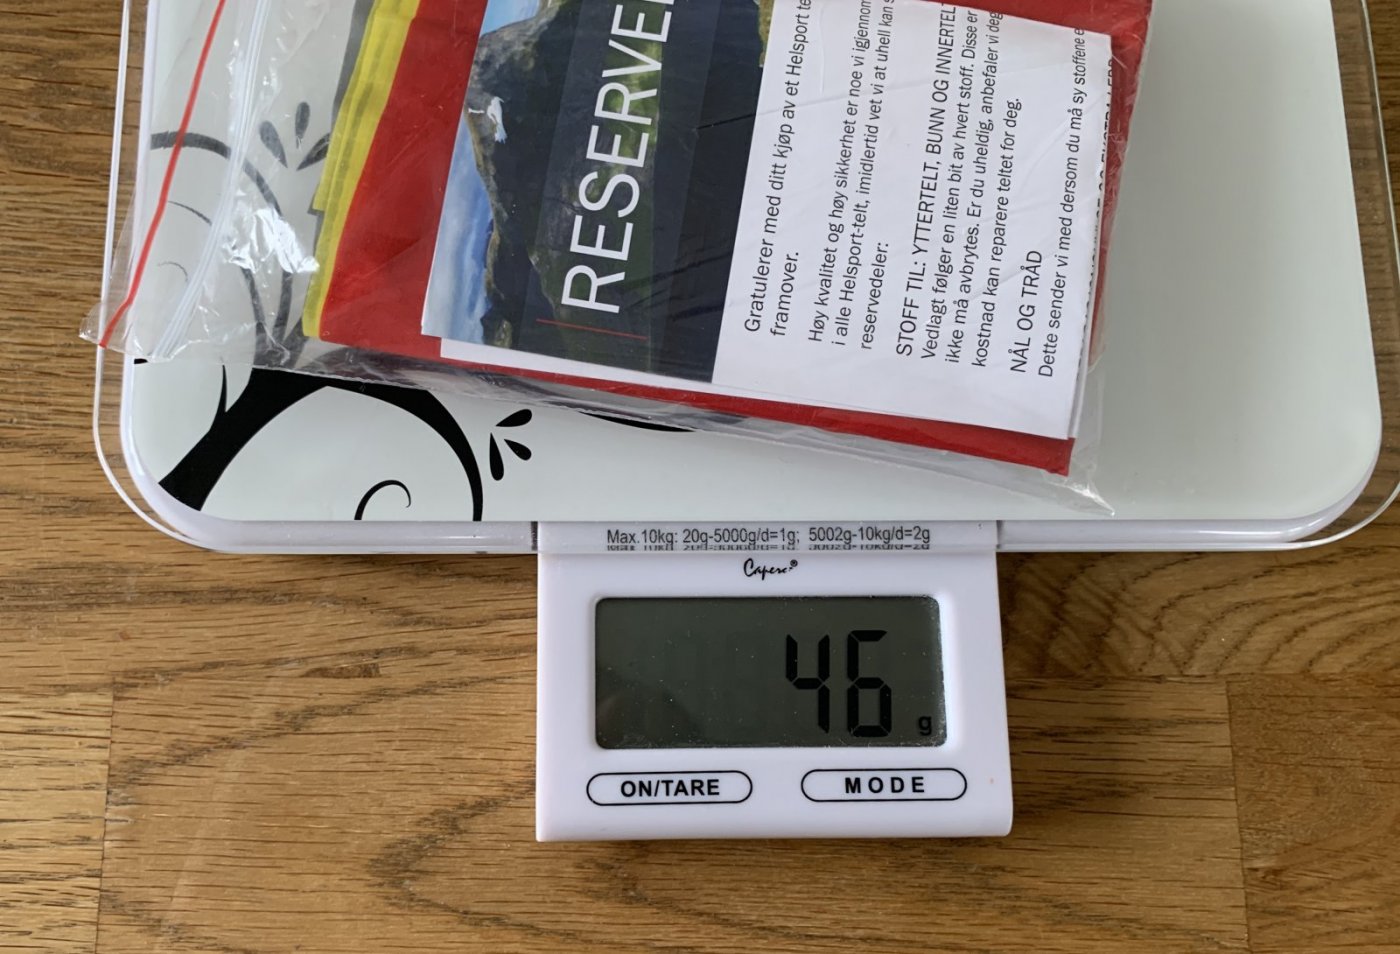 RESERVE
Gratulerer med ditt kjøp av et Helsport
framover.
Høy kvalitet og høy sikkerhet er noe vi igjennom
i alle Helsport-telt, imidlertid vet vi at uhell kan
reservedeler:
STOFF TIL: YTTERTELT, BUNN OG INNERTELT
Vedlagt følger en liten bit av hvert stoff. Disse er
ikke må avbrytes. Er du uheldig, anbefaler vi deg
kostnad kan reparere teltet for deg.
NÅL OG TRÅD
Dette sender vi med dersom du må sy stoffene
Max.10kg: 20g-5000g/d=1g; 5002g-10kg/d=2g
Capere®
46 g
ON/TARE
MODE